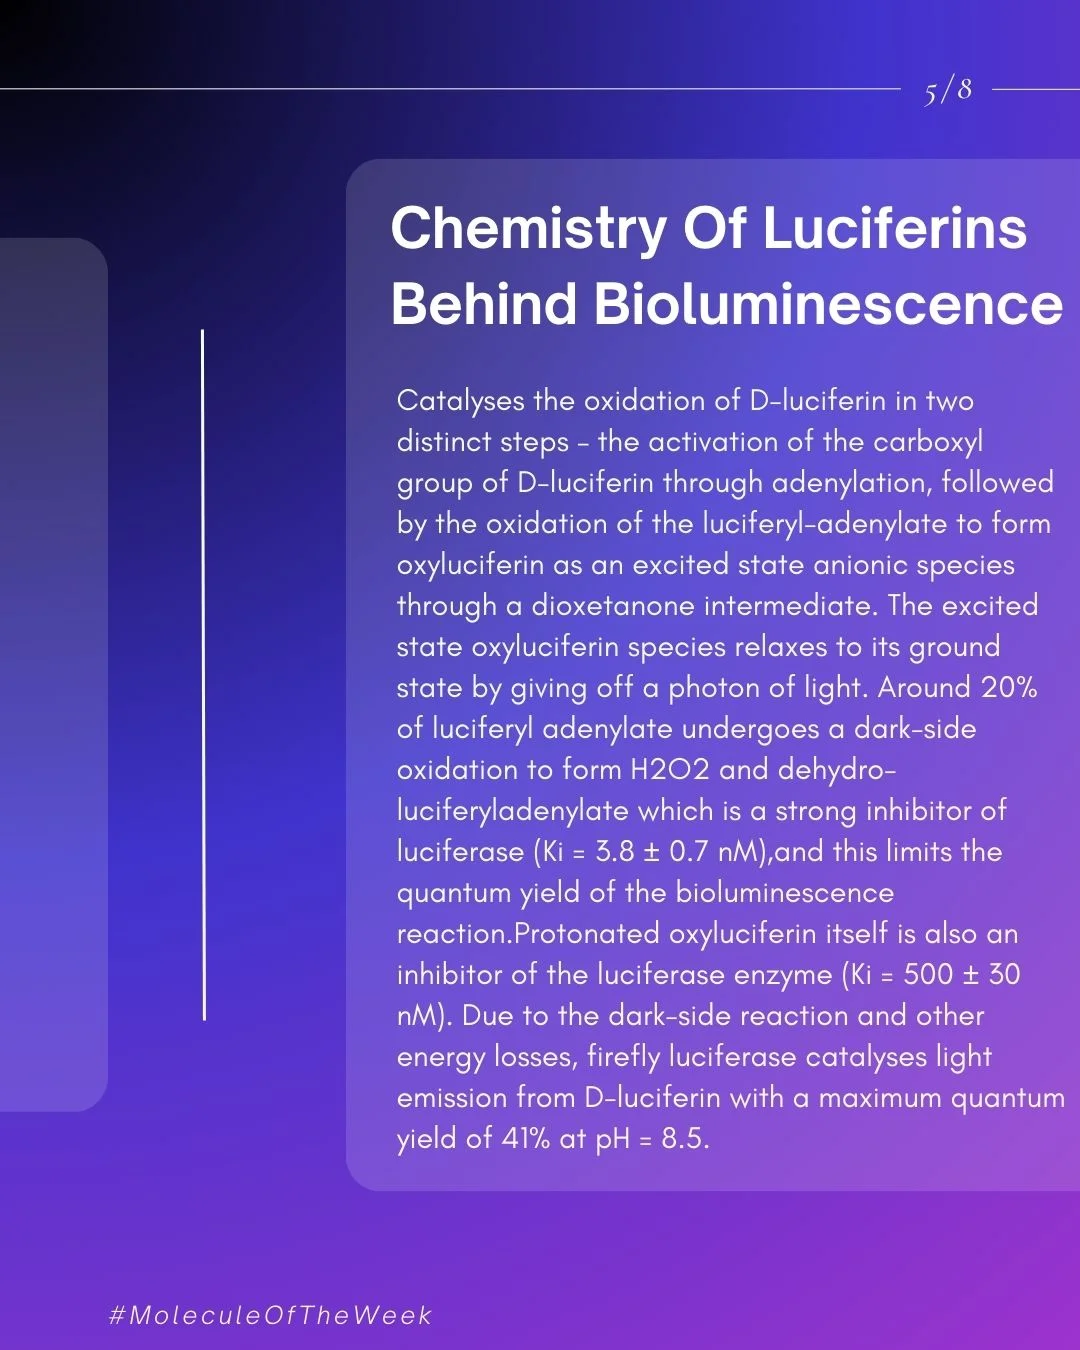 5/8
Chemistry Of Luciferins
Behind Bioluminescence
Catalyses the oxidation of D-luciferin in two
distinct steps - the activation of the carboxyl
group of D-luciferin through adenylation, followed
by the oxidation of the luciferyl-adenylate to form
oxyluciferin as an excited state anionic species
through a dioxetanone intermediate. The excited
state oxyluciferin species relaxes to its ground
state by giving off a photon of light. Around 20%
of luciferyl adenylate undergoes a dark-side
oxidation to form H2O2 and dehydro-
luciferyladenylate which is a strong inhibitor of
luciferase (Ki = 3.8 ± 0.7 nM),and this limits the
quantum yield of the bioluminescence
reaction.Protonated oxyluciferin itself is also an
inhibitor of the luciferase enzyme (Ki = 500 ± 30
nM). Due to the dark-side reaction and other
energy losses, firefly luciferase catalyses light
emission from D-luciferin with a maximum quantum
yield of 41% at pH = 8.5.
#MoleculeOfTheWeek